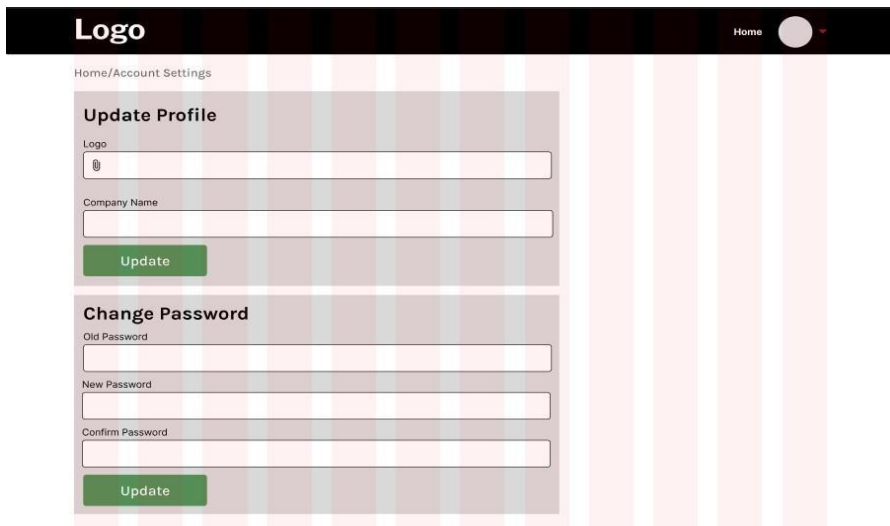 Logo
Home
Home/Account Settings
Update Profile
Logo
Company Name
Update
Change Password
Old Password
New Password
Confirm Password
Update